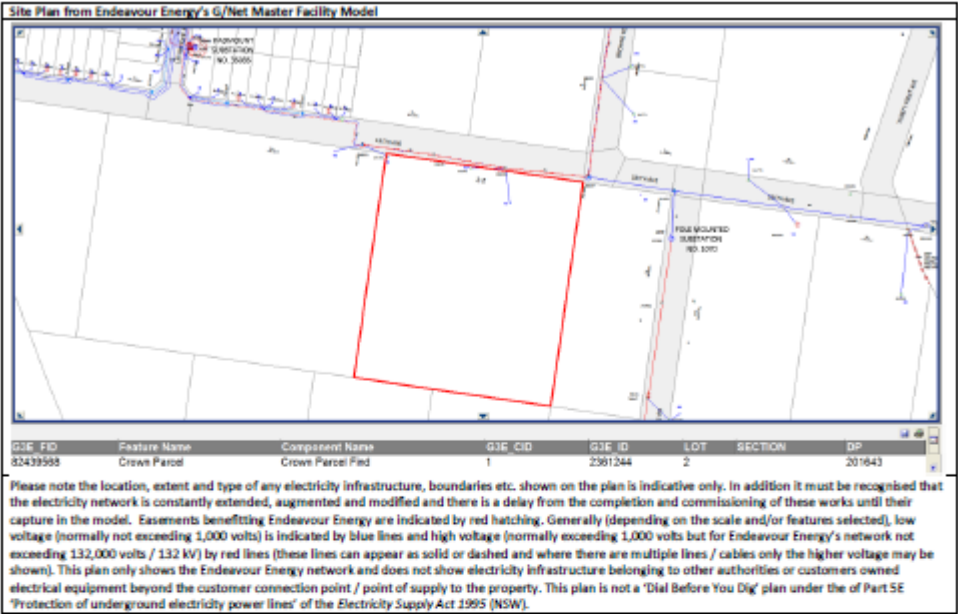 Site Plan from Endeavour Energy's G/Net Master Facility Model
PADMOUNT
SUBSTATION
POLE MOUNTED
SUBSTATION
G3E_FID Feature Name Component Name G3E_CID G3E_ID LOT SECTION DP
82439568 Crown Parcel Crown Parcel Find 1 2361244 2 201643
Please note the location, extent and type of any electricity infrastructure, boundaries etc. shown on the plan is indicative only. In addition it must be recognised that
the electricity network is constantly extended, augmented and modified and there is a delay from the completion and commissioning of these works until their
capture in the model. Easements benefitting Endeavour Energy are indicated by red hatching. Generally (depending on the scale and/or features selected), low
voltage (normally not exceeding 1,000 volts) is indicated by blue lines and high voltage (normally exceeding 1,000 volts but for Endeavour Energy's network not
exceeding 132,000 volts / 132 kV) by red lines (these lines can appear as solid or dashed and where there are multiple lines / cables only the higher voltage may be
shown). This plan only shows the Endeavour Energy network and does not show electricity infrastructure belonging to other authorities or customers owned
electrical equipment beyond the customer connection point / point of supply to the property. This plan is not a 'Dial Before You Dig' plan under the of Part 5E
'Protection of underground electricity power lines' of the Electricity Supply Act 1995 (NSW).